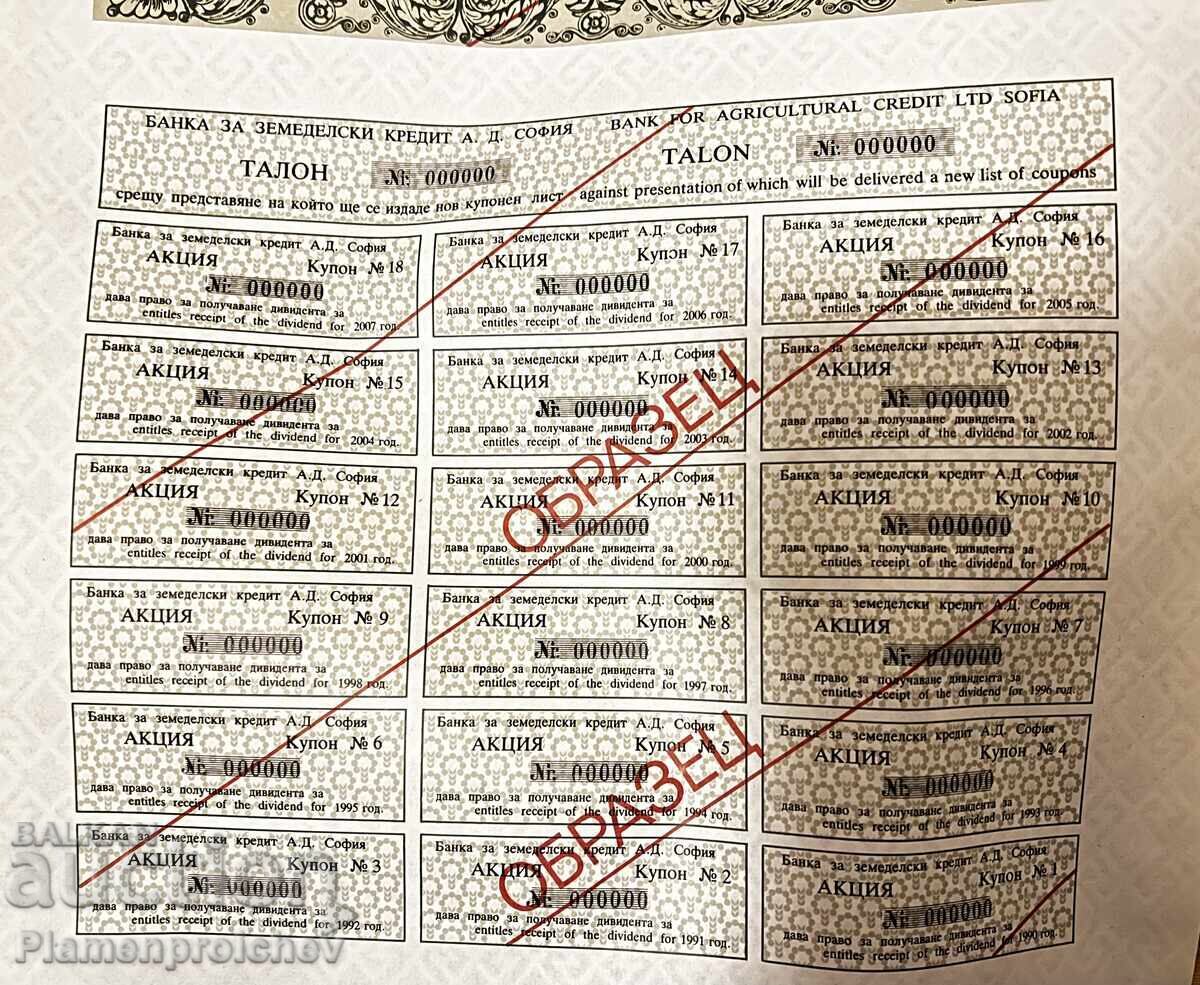 БАНКА ЗА ЗЕМЕДЕЛСКИ КРЕДИТ А. Д. СОФИЯ BANK FOR AGRICULTURAL CREDIT LTD SOFIA
ТАЛОН № 000000 TALON № 000000
срещу представяне на който ще се издаде нов купонен лист against presentation of which will be delivered a new list of coupons
Банка за земеделски кредит А.Д. София
АКЦИЯ Купон № 18
№ 000000
дава право за получаване дивидента за
entitles receipt of the dividend for 2007 год.
Банка за земеделски кредит А.Д. София
АКЦИЯ Купон № 17
№ 000000
дава право за получаване дивидента за
entitles receipt of the dividend for 2006 год.
Банка за земеделски кредит А.Д. София
АКЦИЯ Купон № 16
№ 000000
дава право за получаване дивидента за
entitles receipt of the dividend for 2005 год.
Банка за земеделски кредит А.Д. София
АКЦИЯ Купон № 15
№ 000000
дава право за получаване дивидента за
entitles receipt of the dividend for 2004 год.
Банка за земеделски кредит А.Д. София
АКЦИЯ Купон № 14
№ 000000
дава право за получаване дивидента за
entitles receipt of the dividend for 2003 год.
Банка за земеделски кредит А.Д. София
АКЦИЯ Купон № 13
№ 000000
дава право за получаване дивидента за
entitles receipt of the dividend for 2002 год.
ОБРАЗЕЦ
Банка за земеделски кредит А.Д. София
АКЦИЯ Купон № 12
№ 000000
дава право за получаване дивидента за
entitles receipt of the dividend for 2001 год.
Банка за земеделски кредит А.Д. София
АКЦИЯ Купон № 11
№ 000000
дава право за получаване дивидента за
entitles receipt of the dividend for 2000 год.
Банка за земеделски кредит А.Д. София
АКЦИЯ Купон № 10
№ 000000
дава право за получаване дивидента за
entitles receipt of the dividend for 1999 год.
Банка за земеделски кредит А.Д. София
АКЦИЯ Купон № 9
№ 000000
дава право за получаване дивидента за
entitles receipt of the dividend for 1998 год.
Банка за земеделски кредит А.Д. София
АКЦИЯ Купон № 8
№ 000000
дава право за получаване дивидента за
entitles receipt of the dividend for 1997 год.
Банка за земеделски кредит А.Д. София
АКЦИЯ Купон № 7
№ 000000
дава право за получаване дивидента за
entitles receipt of the dividend for 1996 год.
Банка за земеделски кредит А.Д. София
АКЦИЯ Купон № 6
№ 000000
дава право за получаване дивидента за
entitles receipt of the dividend for 1995 год.
Банка за земеделски кредит А.Д. София
АКЦИЯ Купон № 5
№ 000000
дава право за получаване дивидента за
entitles receipt of the dividend for 1994 год.
Банка за земеделски кредит А.Д. София
АКЦИЯ Купон № 4
№ 000000
дава право за получаване дивидента за
entitles receipt of the dividend for 1993 год.
ОБРАЗЕЦ
Банка за земеделски кредит А.Д. София
АКЦИЯ Купон № 3
№ 000000
дава право за получаване дивидента за
entitles receipt of the dividend for 1992 год.
Банка за земеделски кредит А.Д. София
АКЦИЯ Купон № 2
№ 000000
дава право за получаване дивидента за
entitles receipt of the dividend for 1991 год.
Банка за земеделски кредит А.Д. София
АКЦИЯ Купон № 1
№ 000000
дава право за получаване дивидента за
entitles receipt of the dividend for 1990 год.
auction
Plamenprotchev